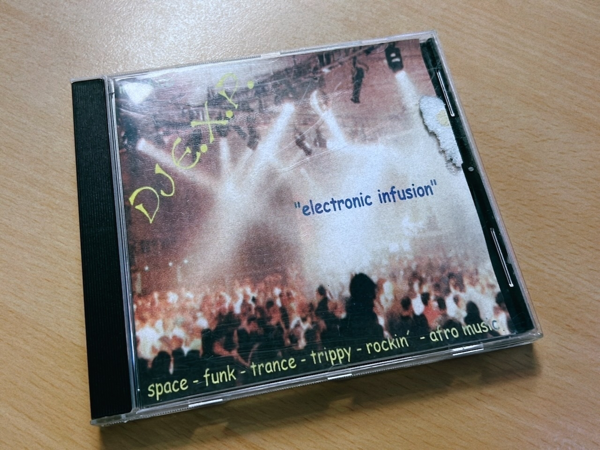 DJ E.X.P.
"electronic infusion"
space - funk - trance - trippy - rockin´ - afro music